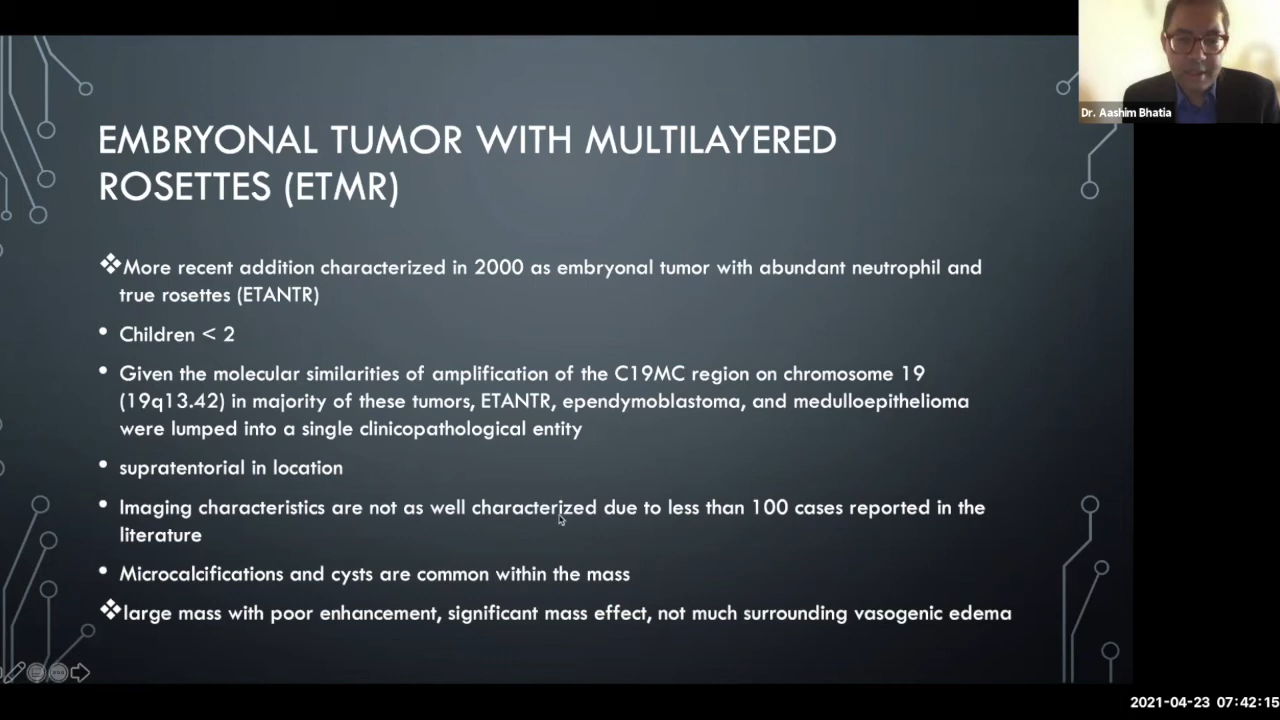 EMBRYONAL TUMOR WITH MULTILAYERED
ROSETTES (ETMR)
❖More recent addition characterized in 2000 as embryonal tumor with abundant neutrophil and
true rosettes (ETANTR)
• Children < 2
• Given the molecular similarities of amplification of the C19MC region on chromosome 19
(19q13.42) in majority of these tumors, ETANTR, ependymoblastoma, and medulloepithelioma
were lumped into a single clinicopathological entity
• supratentorial in location
• Imaging characteristics are not as well characterized due to less than 100 cases reported in the
literature
• Microcalcifications and cysts are common within the mass
❖large mass with poor enhancement, significant mass effect, not much surrounding vasogenic edema
Dr. Aashim Bhatia
2021-04-23 07:42:15